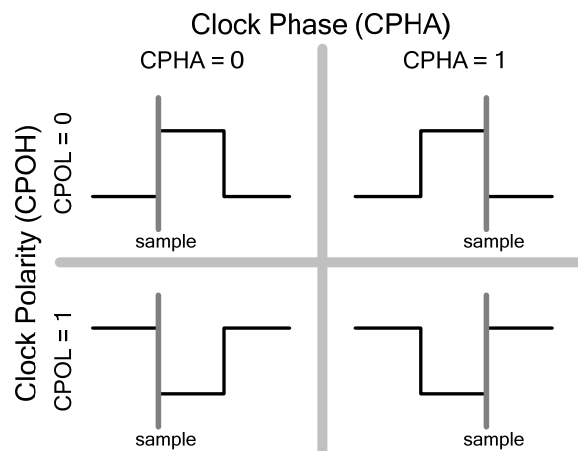 Clock Phase (CPHA)
CPHA = 0
CPHA = 1
Clock Polarity (CPOH)
CPOL = 0
sample
sample
CPOL = 1
sample
sample